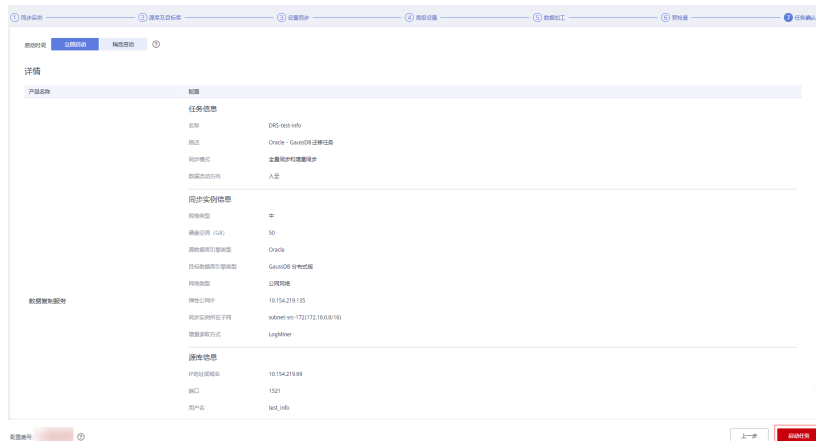 1 同步实例 2 源库及目标库 3 设置同步 4 高级设置 5 数据加工 6 预检查 7 任务确认
启动时间 立即启动 稍后启动 ?
详情
产品名称 配置
任务信息
名称 DRS-test-info
描述 Oracle - GaussDB迁移任务
同步模式 全量同步和增量同步
数据流动方向 入云
同步实例信息
规格类型 中
磁盘空间 (GB) 50
源数据库引擎类型 Oracle
目标数据库引擎类型 GaussDB 分布式版
网络类型 公网网络
数据复制服务
弹性公网IP 10.154.219.135
同步实例所在子网 subnet-src-172(172.16.0.0/16)
增量读取方式 LogMiner
源库信息
IP地址或域名 10.154.219.69
端口 1521
用户名 test_info
配置费用 ?
上一步 启动任务